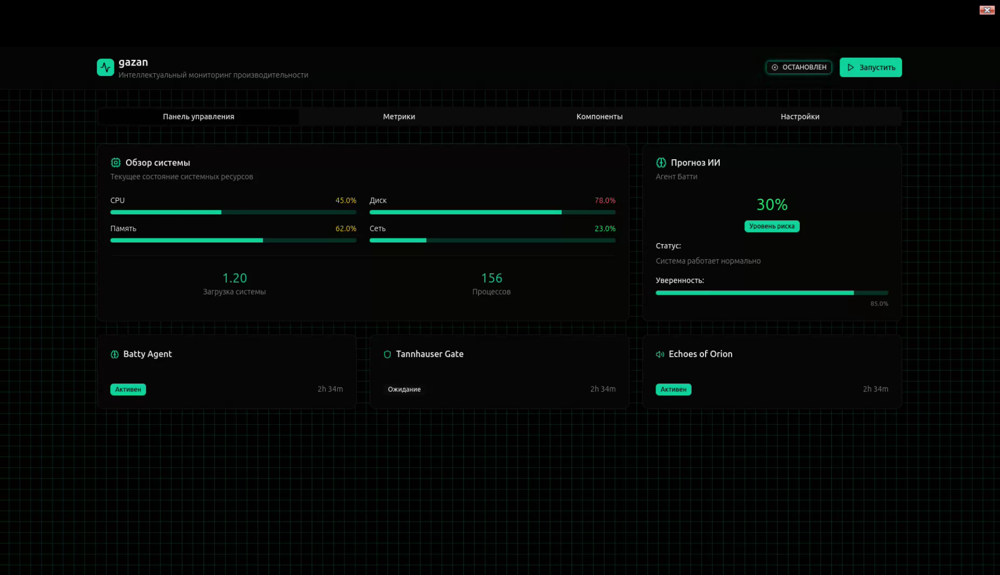 gazan
Интеллектуальный мониторинг производительности
ОСТАНОВЛЕН
Запустить
Панель управления
Метрики
Компоненты
Настройки
Обзор системы
Текущее состояние системных ресурсов
CPU
45.0%
Диск
78.0%
Память
62.0%
Сеть
23.0%
1.20
Загрузка системы
156
Процессов
Прогноз ИИ
Агент Батти
30%
Уровень риска
Статус:
Система работает нормально
Уверенность:
85.0%
Batty Agent
Активен
2h 34m
Tannhauser Gate
Ожидание
2h 34m
Echoes of Orion
Активен
2h 34m